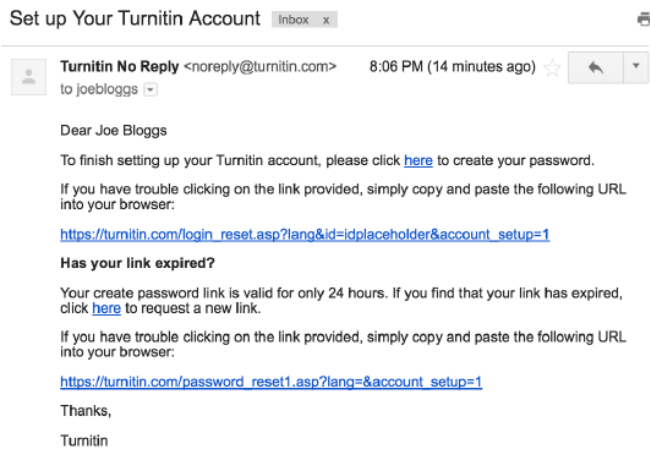 Set up Your Turnitin Account Inbox x
Turnitin No Reply <noreply@turnitin.com> 8:06 PM (14 minutes ago)
to joebloggs
Dear Joe Bloggs
To finish setting up your Turnitin account, please click here to create your password.
If you have trouble clicking on the link provided, simply copy and paste the following URL
into your browser:
https://turnitin.com/login_reset.asp?lang&id=idplaceholder&account_setup=1
Has your link expired?
Your create password link is valid for only 24 hours. If you find that your link has expired,
click here to request a new link.
If you have trouble clicking on the link provided, simply copy and paste the following URL
into your browser:
https://turnitin.com/password_reset1.asp?lang=&account_setup=1
Thanks,
Turnitin